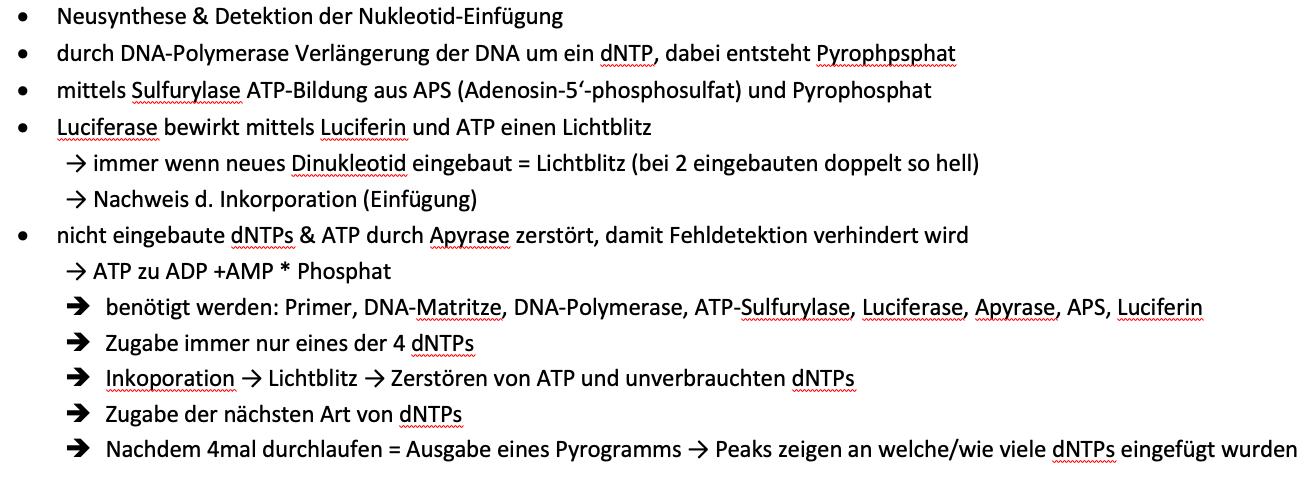 • Neusynthese & Detektion der Nukleotid-Einfügung
• durch DNA-Polymerase Verlängerung der DNA um ein dNTP, dabei entsteht Pyrophpsphat
• mittels Sulfurylase ATP-Bildung aus APS (Adenosin-5‘-phosphosulfat) und Pyrophosphat
• Luciferase bewirkt mittels Luciferin und ATP einen Lichtblitz
→ immer wenn neues Dinukleotid eingebaut = Lichtblitz (bei 2 eingebauten doppelt so hell)
→ Nachweis d. Inkorporation (Einfügung)
• nicht eingebaute dNTPs & ATP durch Apyrase zerstört, damit Fehldetektion verhindert wird
→ ATP zu ADP +AMP * Phosphat
➔ benötigt werden: Primer, DNA-Matritze, DNA-Polymerase, ATP-Sulfurylase, Luciferase, Apyrase, APS, Luciferin
➔ Zugabe immer nur eines der 4 dNTPs
➔ Inkoporation → Lichtblitz → Zerstören von ATP und unverbrauchten dNTPs
➔ Zugabe der nächsten Art von dNTPs
➔ Nachdem 4mal durchlaufen = Ausgabe eines Pyrogramms → Peaks zeigen an welche/wie viele dNTPs eingefügt wurden